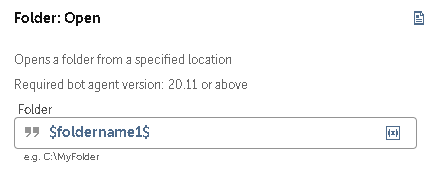 Folder: Open
Opens a folder from a specified location
Required bot agent version: 20.11 or above
Folder
$foldername1$
(x)
e.g. C:\MyFolder